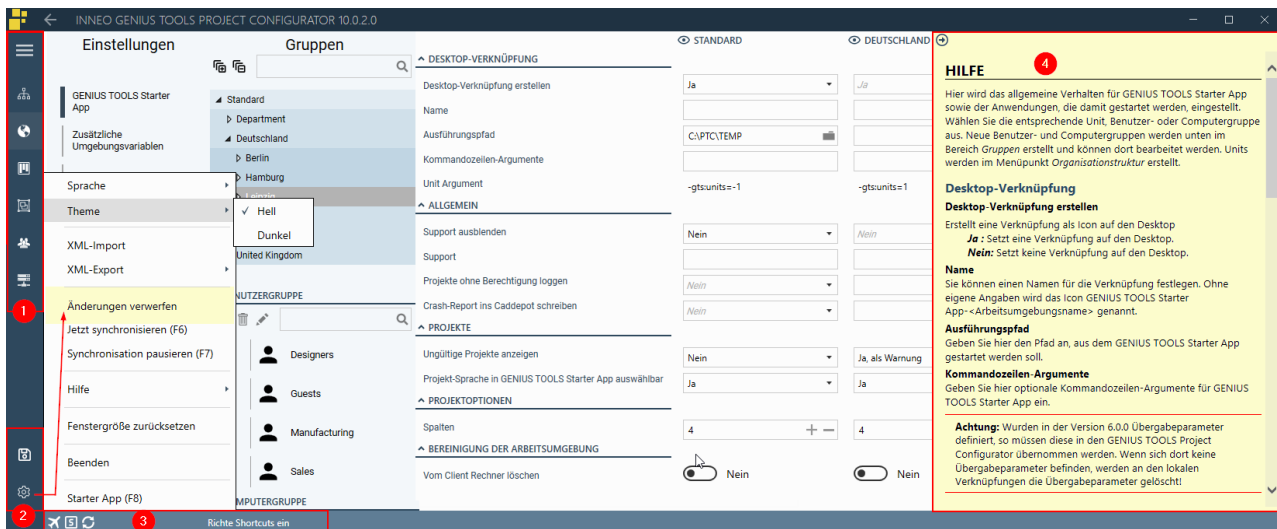 INNEO GENIUS TOOLS PROJECT CONFIGURATOR 10.0.2.0
Einstellungen
GENIUS TOOLS Starter
App
Zusätzliche
Umgebungsvariablen
Gruppen
Standard
Department
Deutschland
Berlin
Hamburg
Leipzig
United Kingdom
NUTZERGRUPPE
Designers
Guests
Manufacturing
Sales
MPUTERGRUPPE
Sprache
Theme
XML-Import
XML-Export
Änderungen verwerfen
Jetzt synchronisieren (F6)
Synchronisation pausieren (F7)
Hilfe
Fenstergröße zurücksetzen
Beenden
Starter App (F8)
✓ Hell
Dunkel
STANDARD
DEUTSCHLAND
DESKTOP-VERKNÜPFUNG
Desktop-Verknüpfung erstellen Ja Ja
Name
Ausführungspfad C:\PTC\TEMP
Kommandozeilen-Argumente
Unit Argument -gts:units=-1 -gts:units=1
ALLGEMEIN
Support ausblenden Nein Nein
Support
Projekte ohne Berechtigung loggen Nein
Crash-Report ins Caddepot schreiben Nein
PROJEKTE
Ungültige Projekte anzeigen Nein Ja, als Warnung
Projekt-Sprache in GENIUS TOOLS Starter App auswählbar Ja Ja
PROJEKTOPTIONEN
Spalten 4 4
BEREINIGUNG DER ARBEITSUMGEBUNG
Vom Client Rechner löschen Nein Nein
4
HILFE
Hier wird das allgemeine Verhalten für GENIUS TOOLS Starter App
sowie der Anwendungen, die damit gestartet werden, eingestellt.
Wählen Sie die entsprechende Unit, Benutzer- oder Computergruppe
aus. Neue Benutzer- und Computergruppen werden unten im
Bereich Gruppen erstellt und können dort bearbeitet werden. Units
werden im Menüpunkt Organisationstruktur erstellt.
Desktop-Verknüpfung
Desktop-Verknüpfung erstellen
Erstellt eine Verknüpfung als Icon auf den Desktop
Ja : Setzt eine Verknüpfung auf den Desktop.
Nein: Setzt keine Verknüpfung auf den Desktop.
Name
Sie können einen Namen für die Verknüpfung festlegen. Ohne
eigene Angaben wird das Icon GENIUS TOOLS Starter
App-<Arbeitsumgebungsname> genannt.
Ausführungspfad
Geben Sie hier den Pfad an, aus dem GENIUS TOOLS Starter App
gestartet werden soll.
Kommandozeilen-Argumente
Geben Sie hier optionale Kommandozeilen-Argumente für GENIUS
TOOLS Starter App ein.
Achtung: Wurden in der Version 6.0.0 Übergabeparameter
definiert, so müssen diese in den GENIUS TOOLS Project
Configurator übernommen werden. Wenn sich dort keine
Übergabeparameter befinden, werden an den lokalen
Verknüpfungen die Übergabeparameter gelöscht!
1
2
5
3
Richte Shortcuts ein